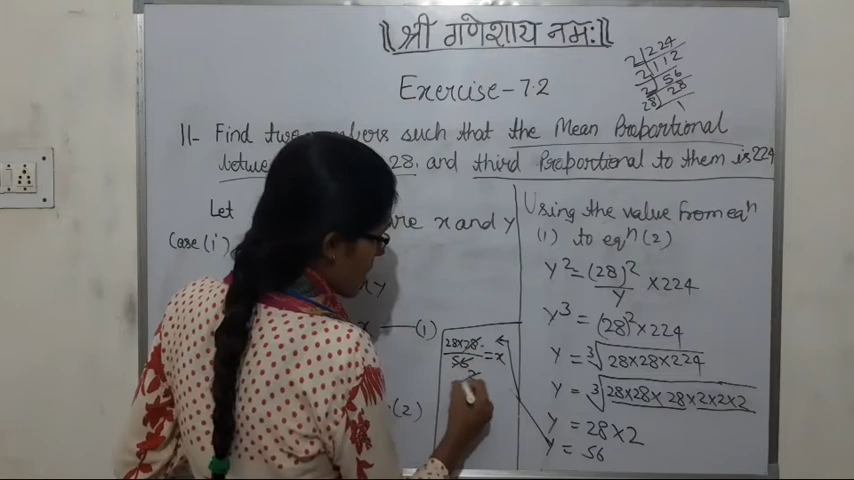 ॥ श्री गणेशाय नमः ॥
Exercise-7.2
2 | 224
2 | 112
2 | 56
28 | 28
1
11- Find two numbers such that the Mean Proportional
28. and third Proportional to them is 224
Let are x and y
Case (i)
y
x — (1)
(2)
28×28 / 56 = x
2
Using the value from eqⁿ
(1) to eqⁿ (2)
y² = (28)² / y × 224
y³ = (28)² × 224
y = ∛28×28×224
y = ∛28×28×28×2×2×2
y = 28×2
y = 56